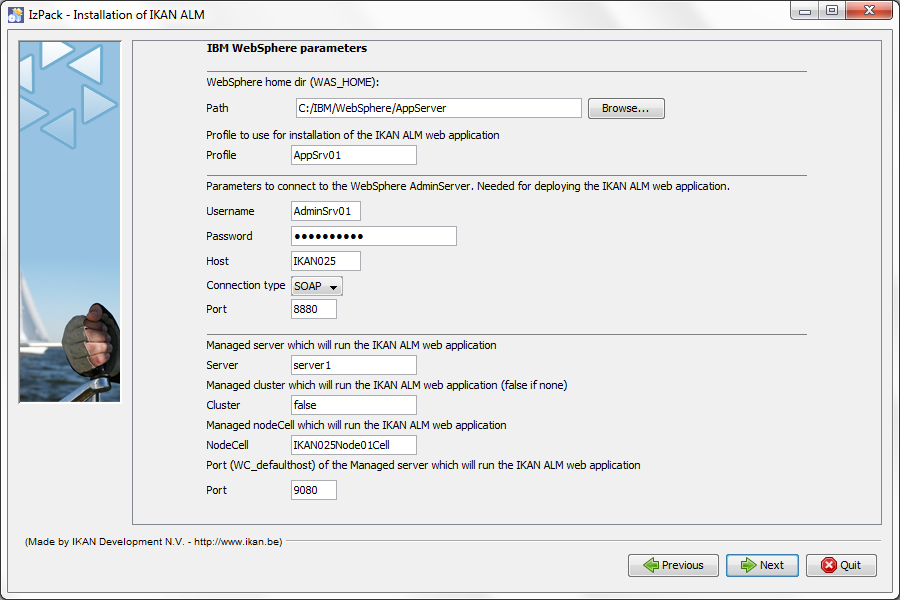 IzPack - Installation of IKAN ALM
IBM WebSphere parameters
WebSphere home dir (WAS_HOME):
Path C:/IBM/WebSphere/AppServer Browse...
Profile to use for installation of the IKAN ALM web application
Profile AppSrv01
Parameters to connect to the WebSphere AdminServer. Needed for deploying the IKAN ALM web application.
Username AdminSrv01
Password ●●●●●●●●●●
Host IKAN025
Connection type SOAP
Port 8880
Managed server which will run the IKAN ALM web application
Server server1
Managed cluster which will run the IKAN ALM web application (false if none)
Cluster false
Managed nodeCell which will run the IKAN ALM web application
NodeCell IKAN025Node01Cell
Port (WC_defaulthost) of the Managed server which will run the IKAN ALM web application
Port 9080
(Made by IKAN Development N.V. - http://www.ikan.be)
Previous Next Quit